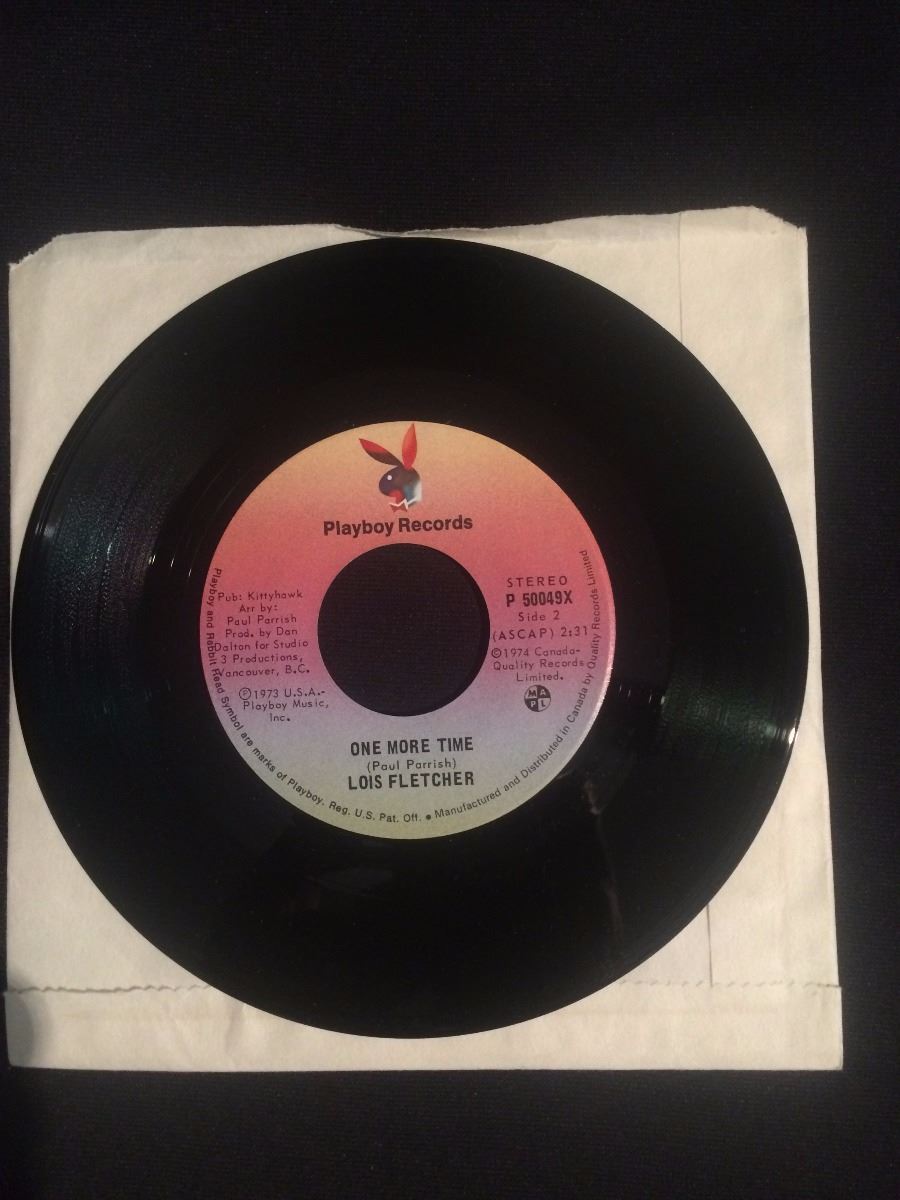 Playboy Records
Pub: Kittyhawk
Arr by:
Paul Parrish
Prod. by Dan
Dalton for Studio
3 Productions,
Vancouver, B.C.
Ⓟ1973 U.S.A.-
Playboy Music,
Inc.
STEREO
P 50049X
Side 2
(ASCAP) 2:31
©1974 Canada-
Quality Records
Limited.
M A
P L
ONE MORE TIME
(Paul Parrish)
LOIS FLETCHER
Playboy and Rabbit Head Symbol are marks of Playboy. Reg. U.S. Pat. Off. ● Manufactured and Distributed in Canada by Quality Records Limited